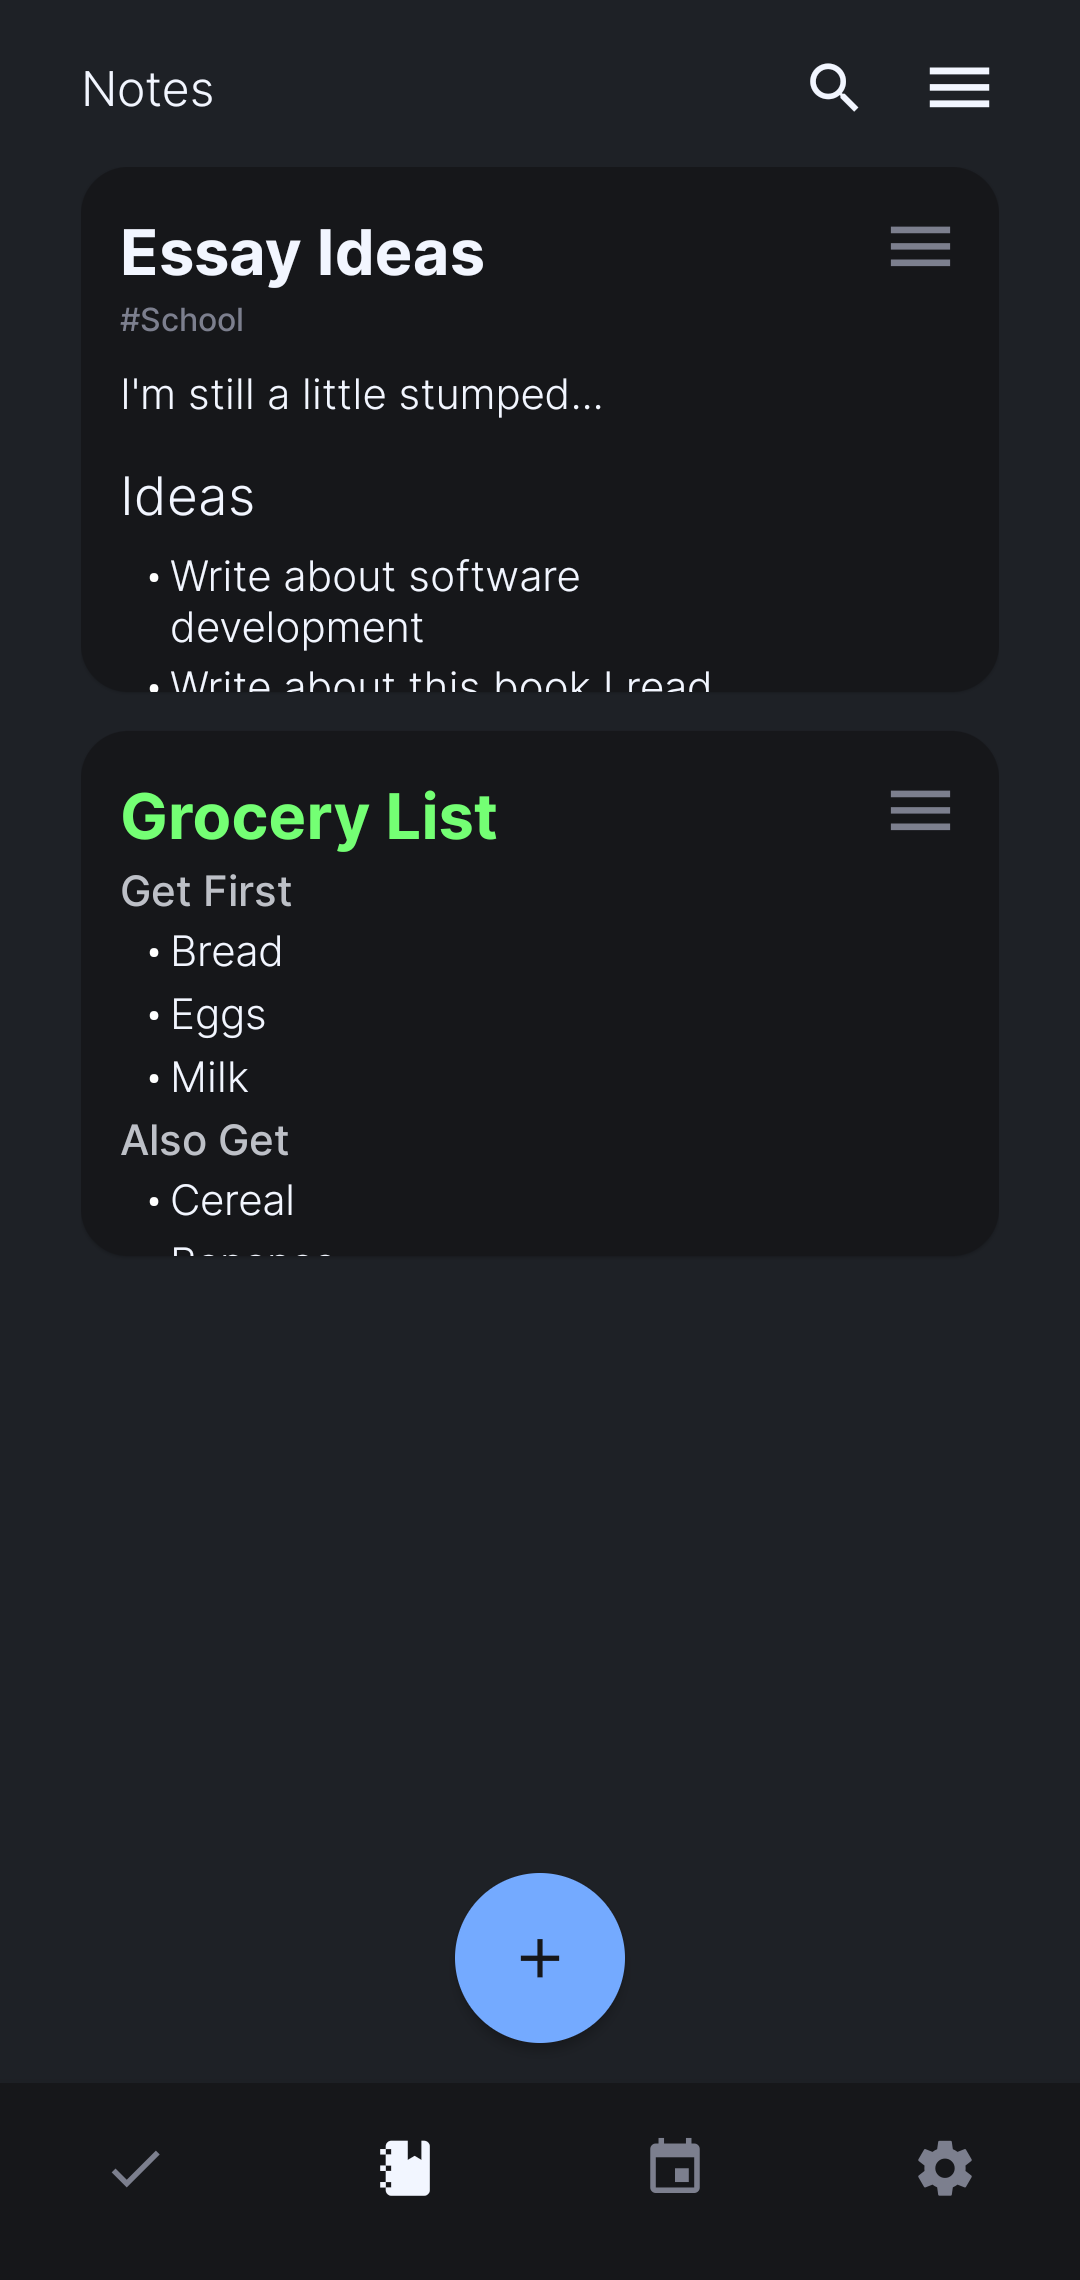 Notes
Essay Ideas
#School
I'm still a little stumped...
Ideas
• Write about software
development
• Write about this book I read
Grocery List
Get First
• Bread
• Eggs
• Milk
Also Get
• Cereal
Bananas